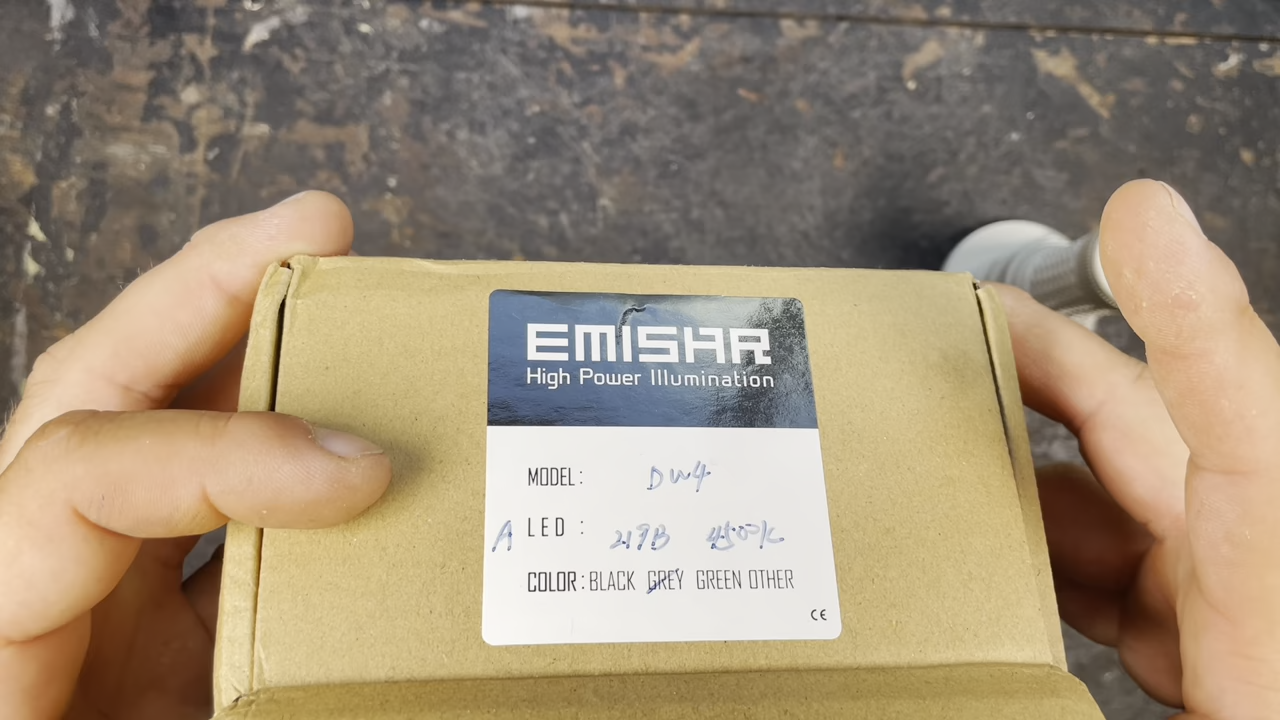 EMISAR
High Power Illumination
MODEL: DW4
A LED : 219B 4500K
COLOR: BLACK GREY GREEN OTHER
CE